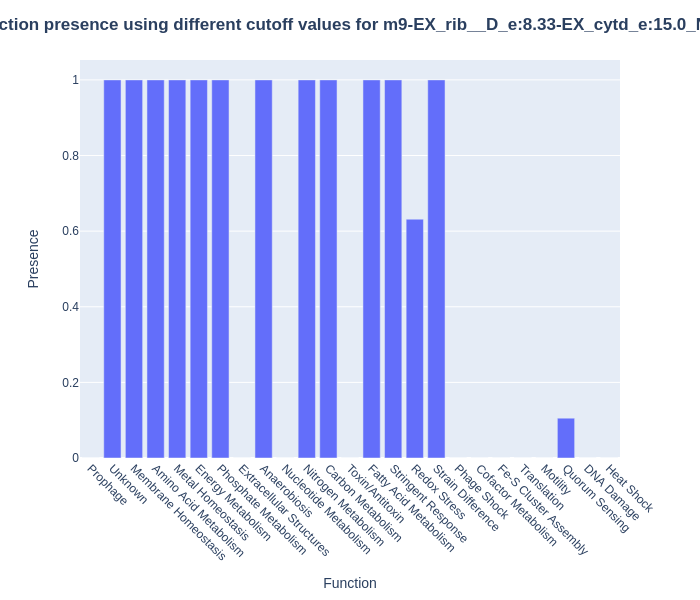 ction presence using different cutoff values for m9-EX_rib__D_e:8.33-EX_cytd_e:15.0_
1
0.8
0.6
0.4
0.2
0
Presence
Prophage
Unknown
Membrane Homeostasis
Amino Acid Metabolism
Metal Homeostasis
Energy Metabolism
Phosphate Metabolism
Extracellular Structures
Anaerobiosis
Nucleotide Metabolism
Nitrogen Metabolism
Carbon Metabolism
Toxin/Antitoxin
Fatty Acid Metabolism
Stringent Response
Redox Stress
Strain Difference
Phage Shock
Cofactor Metabolism
Fe-S Cluster Assembly
Translation
Motility
Quorum Sensing
DNA Damage
Heat Shock
Function